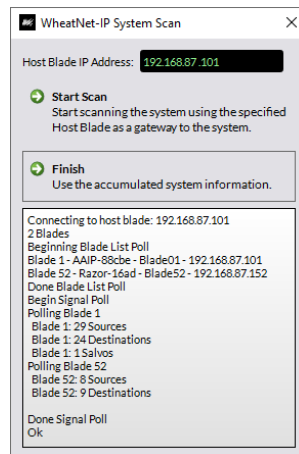 WheatNet-IP System Scan
Host Blade IP Address: 192.168.87.101
Start Scan
Start scanning the system using the specified
Host Blade as a gateway to the system.
Finish
Use the accumulated system information.
Connecting to host blade: 192.168.87.101
2 Blades
Beginning Blade List Poll
Blade 1 - AAIP-88cbe - Blade01 - 192.168.87.101
Blade 52 - Razor-16ad - Blade52 - 192.168.87.152
Done Blade List Poll
Begin Signal Poll
Polling Blade 1
Blade 1: 29 Sources
Blade 1: 24 Destinations
Blade 1: 1 Salvos
Polling Blade 52
Blade 52: 8 Sources
Blade 52: 9 Destinations
Done Signal Poll
Ok